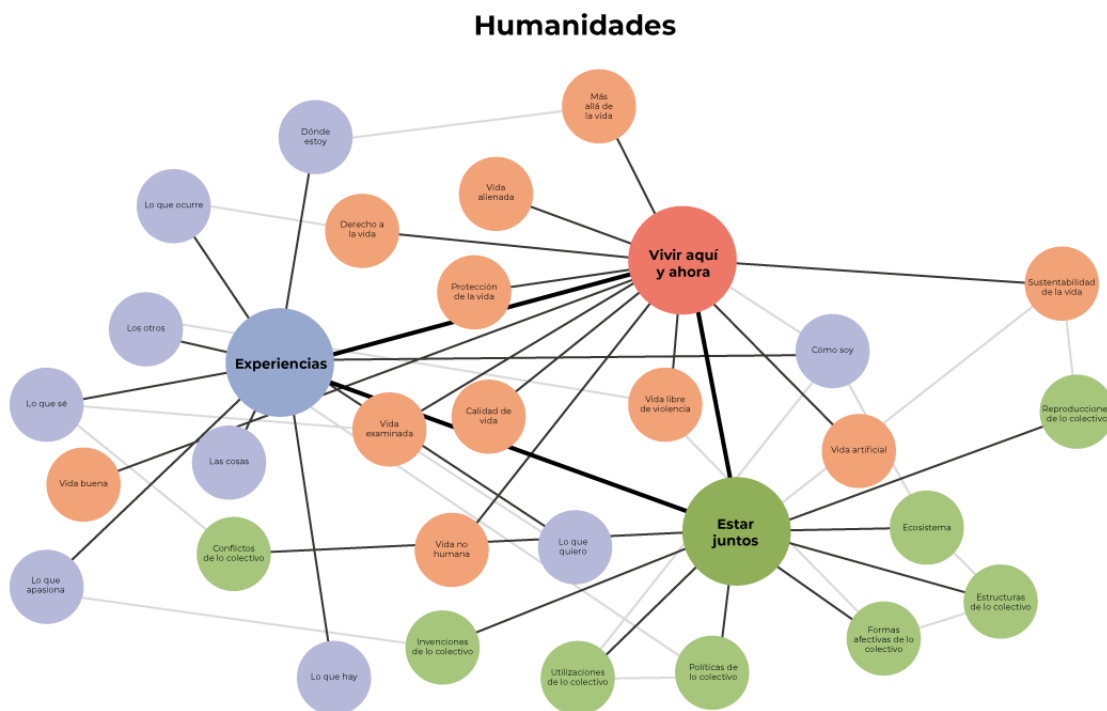 Humanidades
Más
allá de
la vida
Dónde
estoy
Vida
alienada
Lo que ocurre
Derecho a
la vida
Vivir aquí
y ahora
Protección
de la vida
Sustentabilidad
de la vida
Los otros
Cómo soy
Experiencias
Lo que sé
Vida libre
de violencia
Calidad de
vida
Reproducciones
de lo colectivo
Vida
examinada
Vida artificial
Las cosas
Vida buena
Estar
juntos
Ecosistema
Conflictos
de lo colectivo
Vida no
humana
Lo que
quiero
Lo que
apasiona
Estructuras
de lo colectivo
Invenciones
de lo colectivo
Formas
afectivas de lo
colectivo
Lo que hay
Utilizaciones
de lo colectivo
Políticas de
lo colectivo